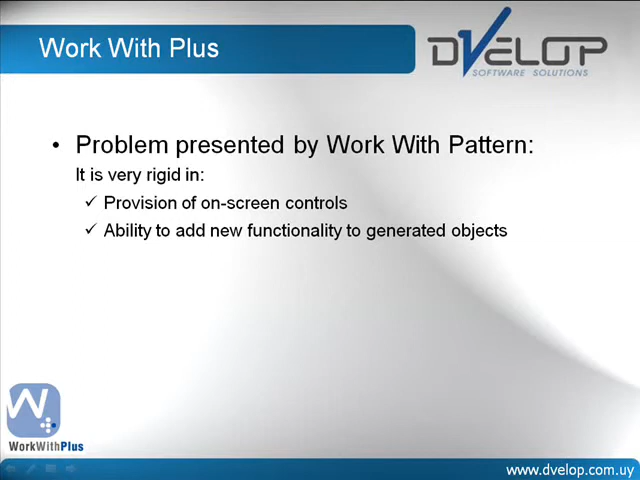 Work With Plus
DVELOP
SOFTWARE SOLUTIONS
• Problem presented by Work With Pattern:
It is very rigid in:
✓ Provision of on-screen controls
✓ Ability to add new functionality to generated objects
W
WorkWithPlus
www.dvelop.com.uy